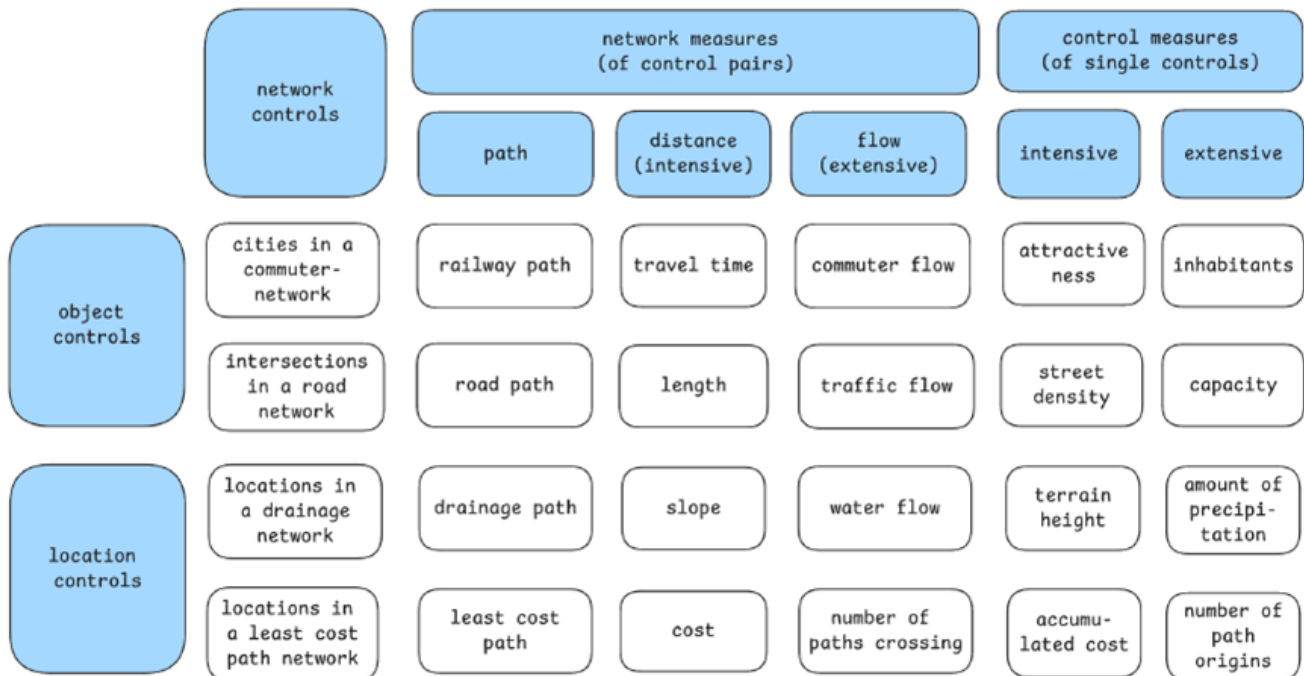 network
controls
network measures
(of control pairs)
control measures
(of single controls)
path
distance
(intensive)
flow
(extensive)
intensive
extensive
object
controls
cities in a
commuter-
network
railway path
travel time
commuter flow
attractive
ness
inhabitants
intersections
in a road
network
road path
length
traffic flow
street
density
capacity
location
controls
locations in
a drainage
network
drainage path
slope
water flow
terrain
height
amount of
precipi-
tation
locations in
a least cost
path network
least cost
path
cost
number of
paths crossing
accumu-
lated cost
number of
path
origins